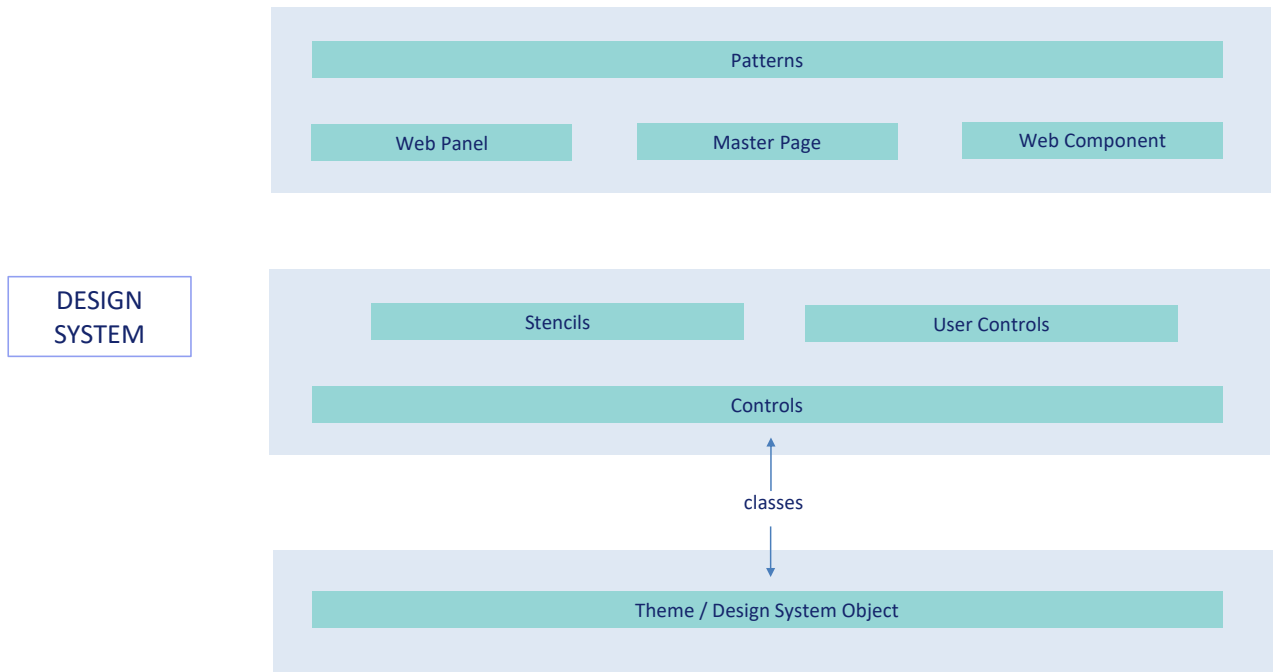 Patterns
Web Panel
Master Page
Web Component
DESIGN
SYSTEM
Stencils
User Controls
Controls
classes
Theme / Design System Object